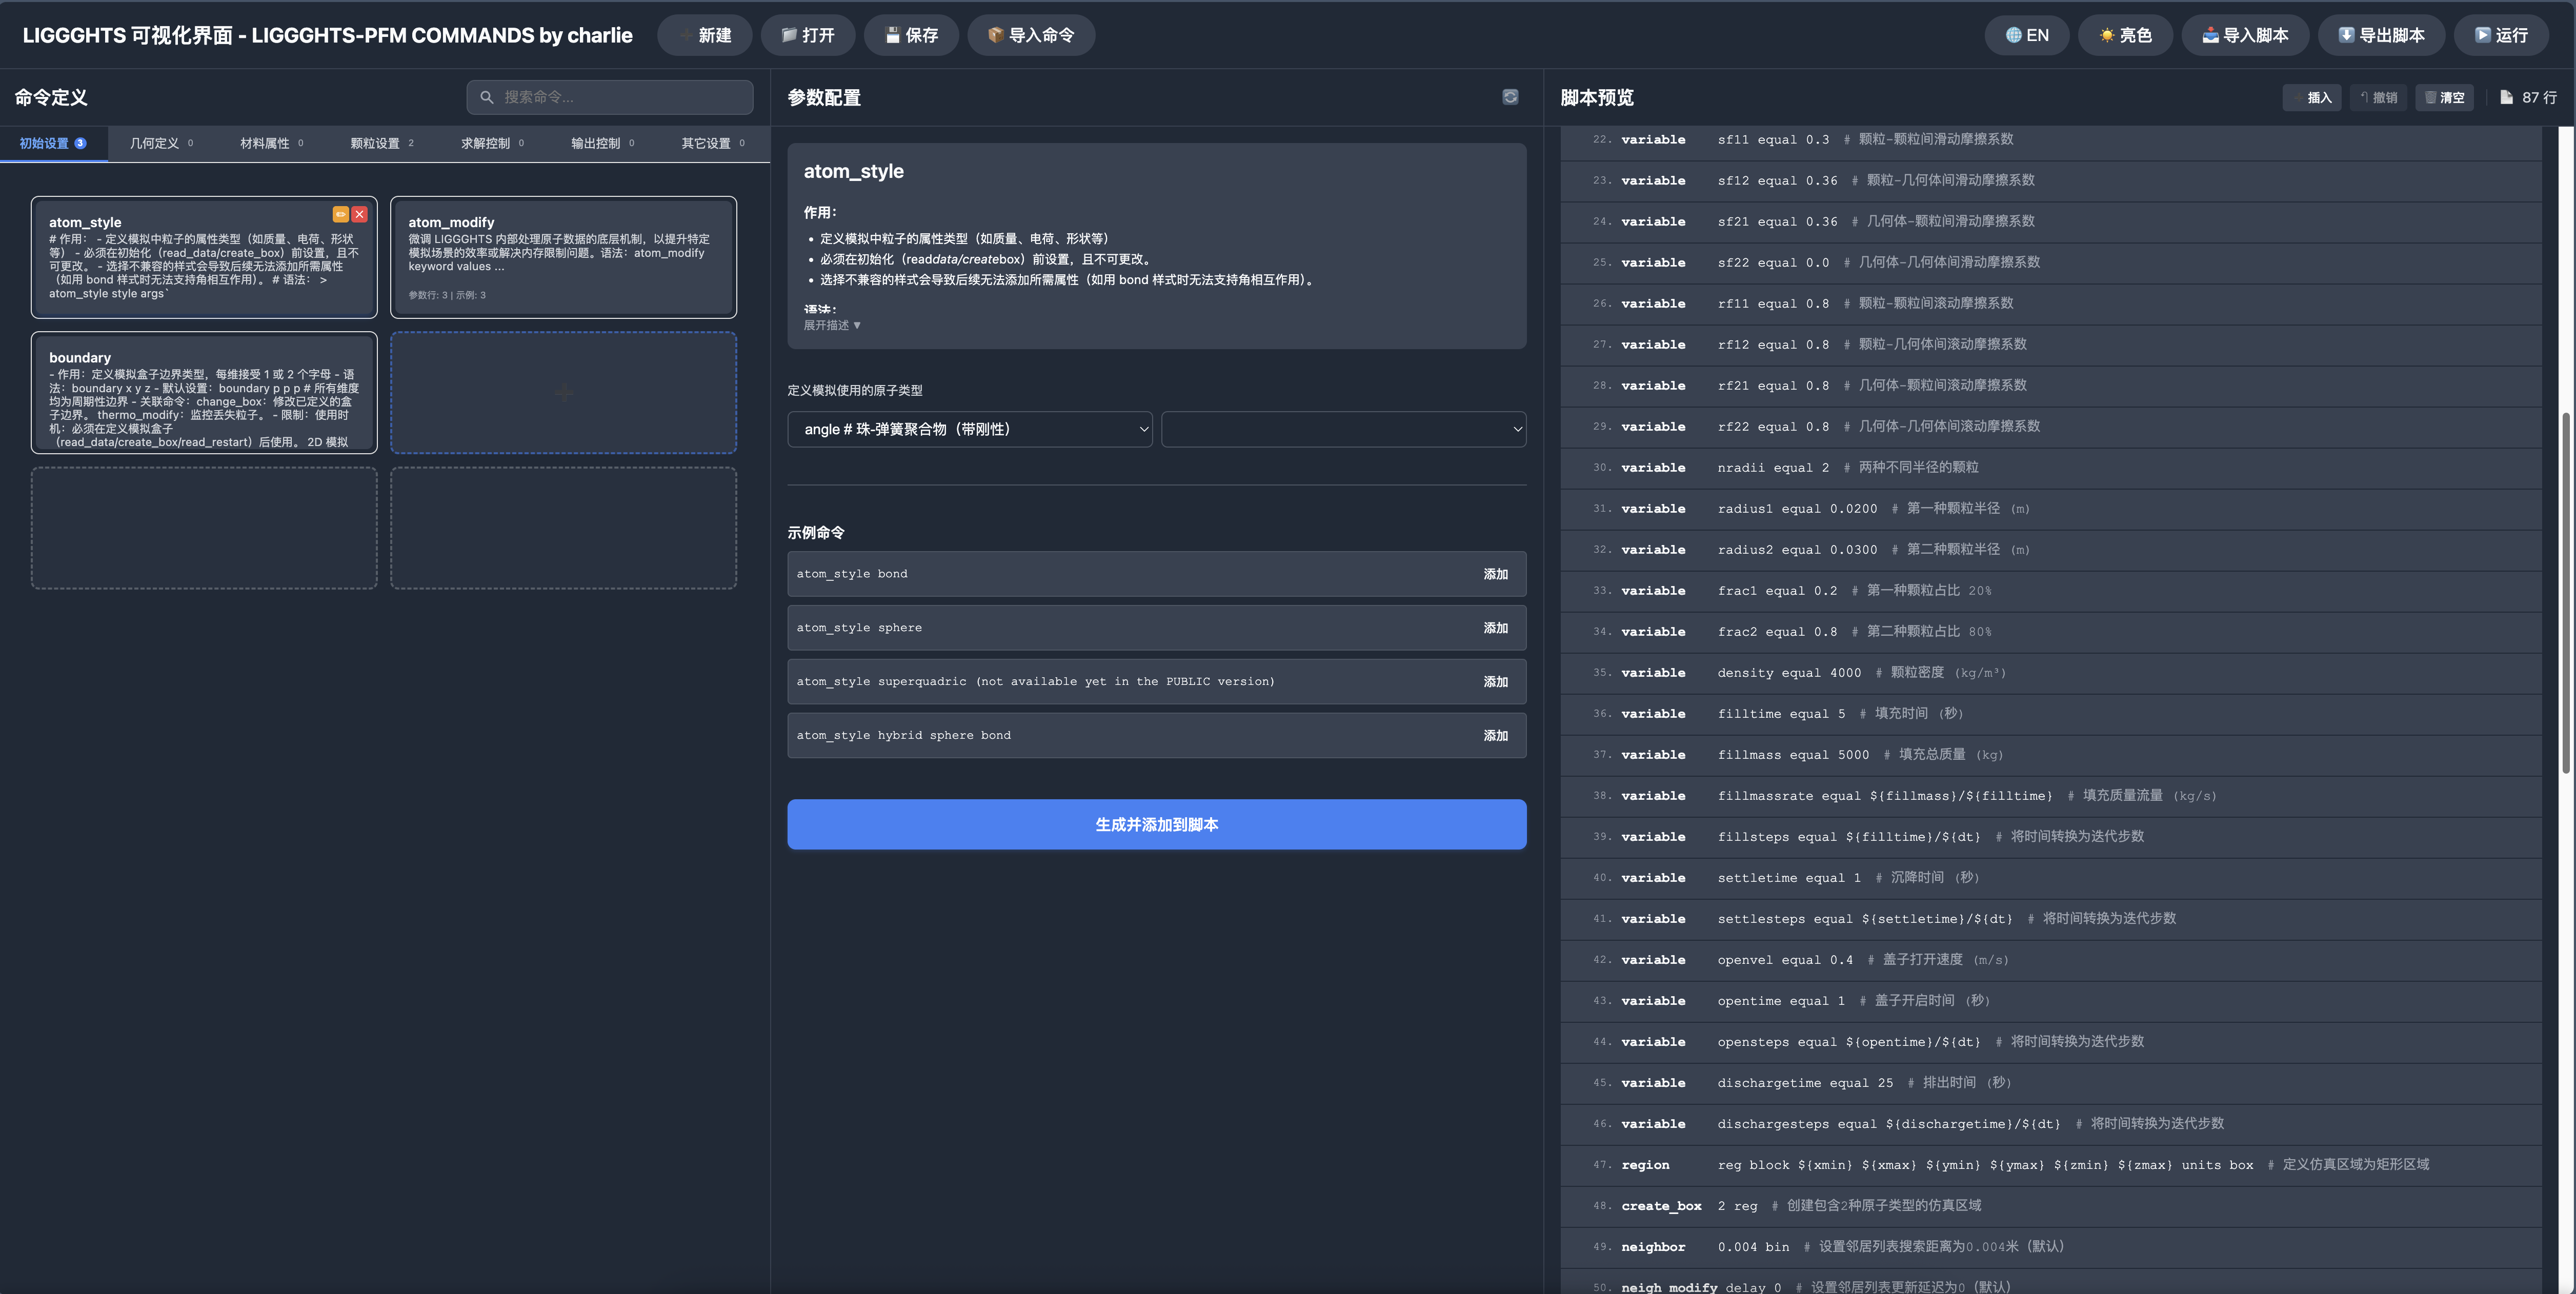 LIGGGHTS 可视化界面 - LIGGGHTS-PFM COMMANDS by charlie
新建
打开
保存
导入命令
EN
亮色
导入脚本
导出脚本
运行
命令定义
搜索命令...
初始设置 3
几何定义 0
材料属性 0
颗粒设置 2
求解控制 0
输出控制 0
其它设置 0
atom_style
# 作用： - 定义模拟中粒子的属性类型（如质量、电荷、形状
等） - 必须在初始化（read_data/create_box）前设置，且不
可更改。 - 选择不兼容的样式会导致后续无法添加所需属性
（如用 bond 样式时无法支持角相互作用）。 # 语法： >
atom_style style args`
atom_modify
微调 LIGGGHTS 内部处理原子数据的底层机制，以提升特定
模拟场景的效率或解决内存限制问题。语法：atom_modify
keyword values ...
参数行: 3 | 示例: 3
boundary
- 作用：定义模拟盒子边界类型，每维接受 1 或 2 个字母 - 语
法：boundary x y z - 默认设置：boundary p p p # 所有维度
均为周期性边界 - 关联命令：change_box：修改已定义的盒
子边界。 thermo_modify：监控丢失粒子。 - 限制：使用时
机：必须在定义模拟盒子
（read_data/create_box/read_restart）后使用。 2D 模拟
参数配置
atom_style
作用：
• 定义模拟中粒子的属性类型（如质量、电荷、形状等）
• 必须在初始化（readdata/createbox）前设置，且不可更改。
• 选择不兼容的样式会导致后续无法添加所需属性（如用 bond 样式时无法支持角相互作用）。
语法：
展开描述 ▼
定义模拟使用的原子类型
angle # 珠-弹簧聚合物（带刚性）
示例命令
atom_style bond 添加
atom_style sphere 添加
atom_style superquadric (not available yet in the PUBLIC version) 添加
atom_style hybrid sphere bond 添加
生成并添加到脚本
脚本预览
插入
撤销
清空
87 行
22. variable sf11 equal 0.3 # 颗粒-颗粒间滑动摩擦系数
23. variable sf12 equal 0.36 # 颗粒-几何体间滑动摩擦系数
24. variable sf21 equal 0.36 # 几何体-颗粒间滑动摩擦系数
25. variable sf22 equal 0.0 # 几何体-几何体间滑动摩擦系数
26. variable rf11 equal 0.8 # 颗粒-颗粒间滚动摩擦系数
27. variable rf12 equal 0.8 # 颗粒-几何体间滚动摩擦系数
28. variable rf21 equal 0.8 # 几何体-颗粒间滚动摩擦系数
29. variable rf22 equal 0.8 # 几何体-几何体间滚动摩擦系数
30. variable nradii equal 2 # 两种不同半径的颗粒
31. variable radius1 equal 0.0200 # 第一种颗粒半径 (m)
32. variable radius2 equal 0.0300 # 第二种颗粒半径 (m)
33. variable frac1 equal 0.2 # 第一种颗粒占比 20%
34. variable frac2 equal 0.8 # 第二种颗粒占比 80%
35. variable density equal 4000 # 颗粒密度 (kg/m³)
36. variable filltime equal 5 # 填充时间 (秒)
37. variable fillmass equal 5000 # 填充总质量 (kg)
38. variable fillmassrate equal ${fillmass}/${filltime} # 填充质量流量 (kg/s)
39. variable fillsteps equal ${filltime}/${dt} # 将时间转换为迭代步数
40. variable settletime equal 1 # 沉降时间 (秒)
41. variable settlesteps equal ${settletime}/${dt} # 将时间转换为迭代步数
42. variable openvel equal 0.4 # 盖子打开速度 (m/s)
43. variable opentime equal 1 # 盖子开启时间 (秒)
44. variable opensteps equal ${opentime}/${dt} # 将时间转换为迭代步数
45. variable dischargetime equal 25 # 排出时间 (秒)
46. variable dischargesteps equal ${dischargetime}/${dt} # 将时间转换为迭代步数
47. region reg block ${xmin} ${xmax} ${ymin} ${ymax} ${zmin} ${zmax} units box # 定义仿真区域为矩形区域
48. create_box 2 reg # 创建包含2种原子类型的仿真区域
49. neighbor 0.004 bin # 设置邻居列表搜索距离为0.004米（默认）
50. neigh_modify delay 0 # 设置邻居列表更新延迟为0（默认）